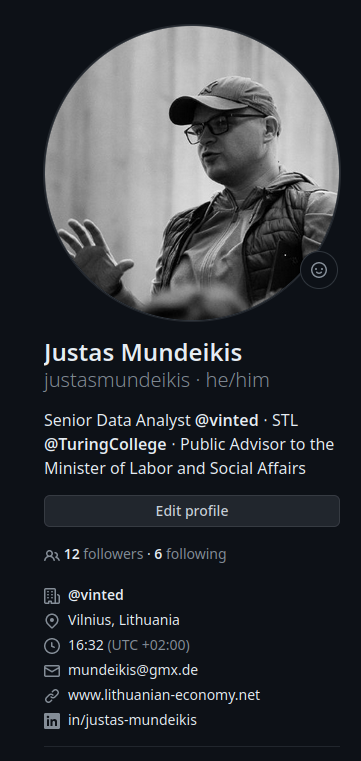 Justas Mundeikis
justasmundeikis · he/him
Senior Data Analyst @vinted · STL
@TuringCollege · Public Advisor to the
Minister of Labor and Social Affairs
Edit profile
12 followers · 6 following
@vinted
Vilnius, Lithuania
16:32 (UTC +02:00)
mundeikis@gmx.de
www.lithuanian-economy.net
in/justas-mundeikis